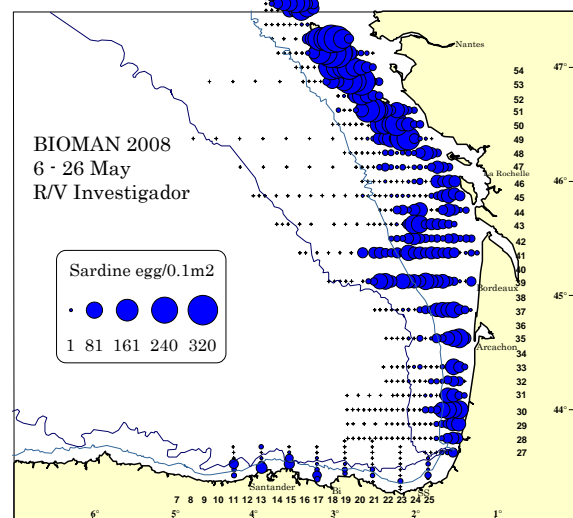 Nantes
54
47°
53
52
51
50
49
48
47
La Rochelle
46
46°
45
44
43
42
41
40
39
Bordeaux
38
45°
37
36
35
Arcachon
34
33
32
31
30
44°
29
28
27
BIOMAN 2008
6 - 26 May
R/V Investigador
Sardine egg/0.1m2
1 81 161 240 320
Santander
Bi
SS
7 8 9 10 11 12 13 14 15 16 17 18 19 20 21 22 23 24 25
6° 5° 4° 3° 2° 1°